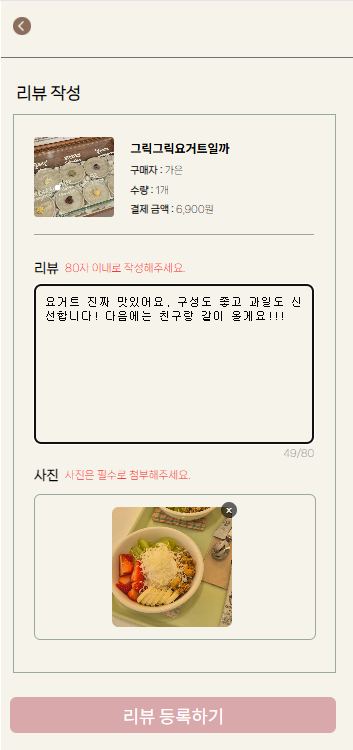 리뷰 작성
그릭그릭요거트일까
구매자 : 가은
수량 : 1개
결제 금액 : 6,900원
리뷰 80자 이내로 작성해주세요.
요거트 진짜 맛있어요. 구성도 좋고 과일도 신
선합니다! 다음에는 친구랑 같이 올게요!!!
49/80
사진 사진은 필수로 첨부해주세요.
리뷰 등록하기